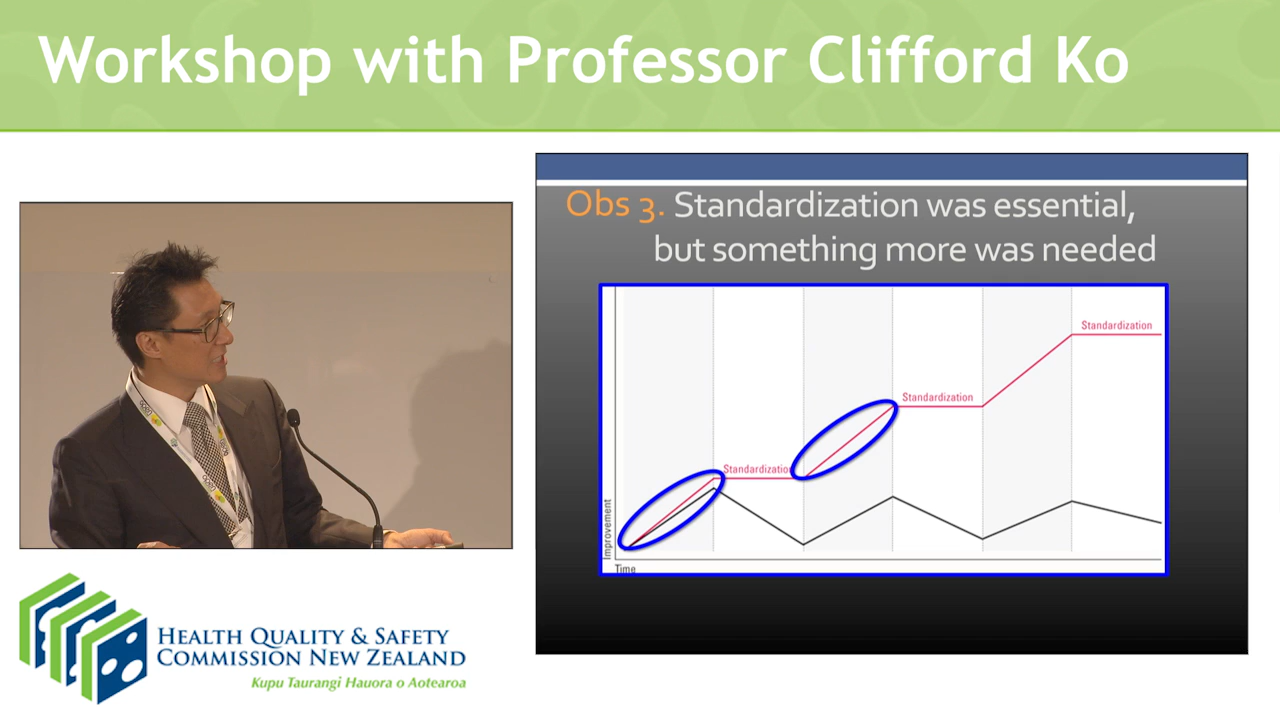 Workshop with Professor Clifford Ko
Obs 3. Standardization was essential,
but something more was needed
Standardization
Standardization
Standardization
Improvement
Time
HEALTH QUALITY & SAFETY
COMMISSION NEW ZEALAND
Kupu Taurangi Hauora o Aotearoa